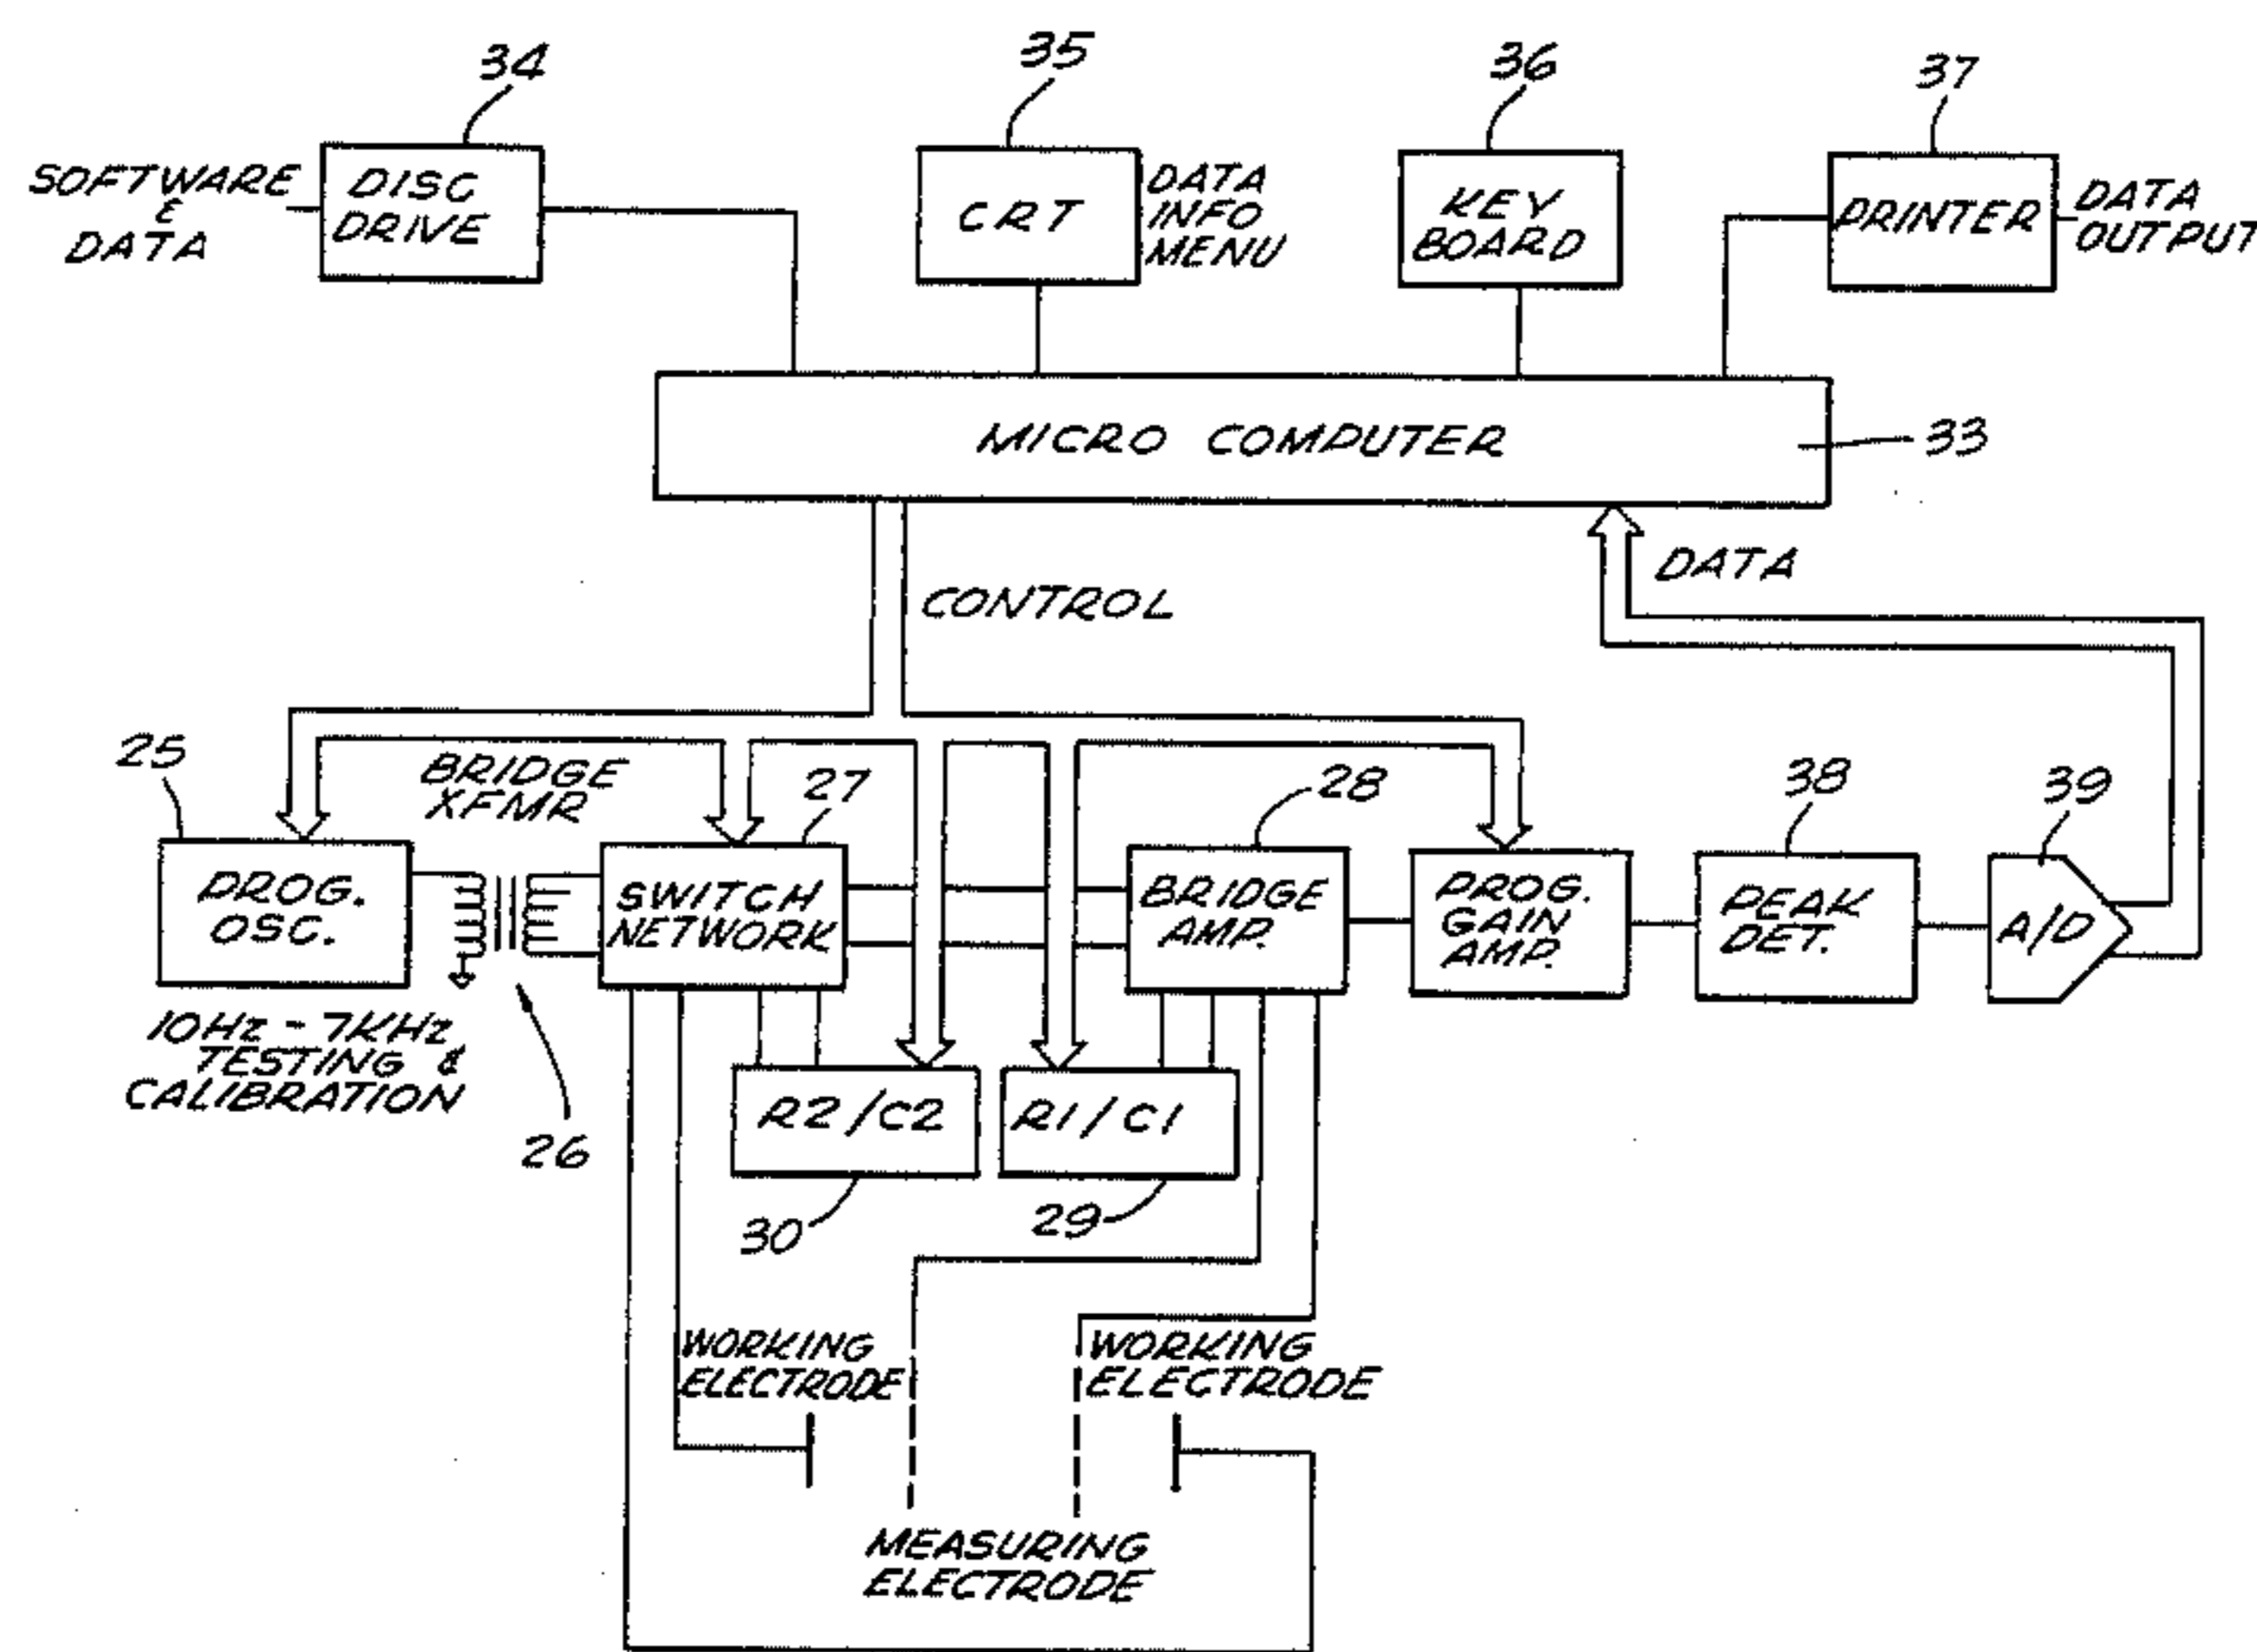 34
35
36
37
SOFTWARE
&
DATA
DISC
DRIVE
CRT
DATA
INFO
MENU
KEY
BOARD
PRINTER
DATA
OUTPUT
MICRO COMPUTER
33
CONTROL
DATA
25
BRIDGE
XFMR
27
28
38
39
PROG.
OSC.
SWITCH
NETWORK
BRIDGE
AMP.
PROG.
GAIN
AMP.
PEAK
DET.
A/D
10Hz - 7KHz
TESTING &
CALIBRATION
26
R2/C2
R1/C1
30
29
WORKING
ELECTRODE
WORKING
ELECTRODE
MEASURING
ELECTRODE